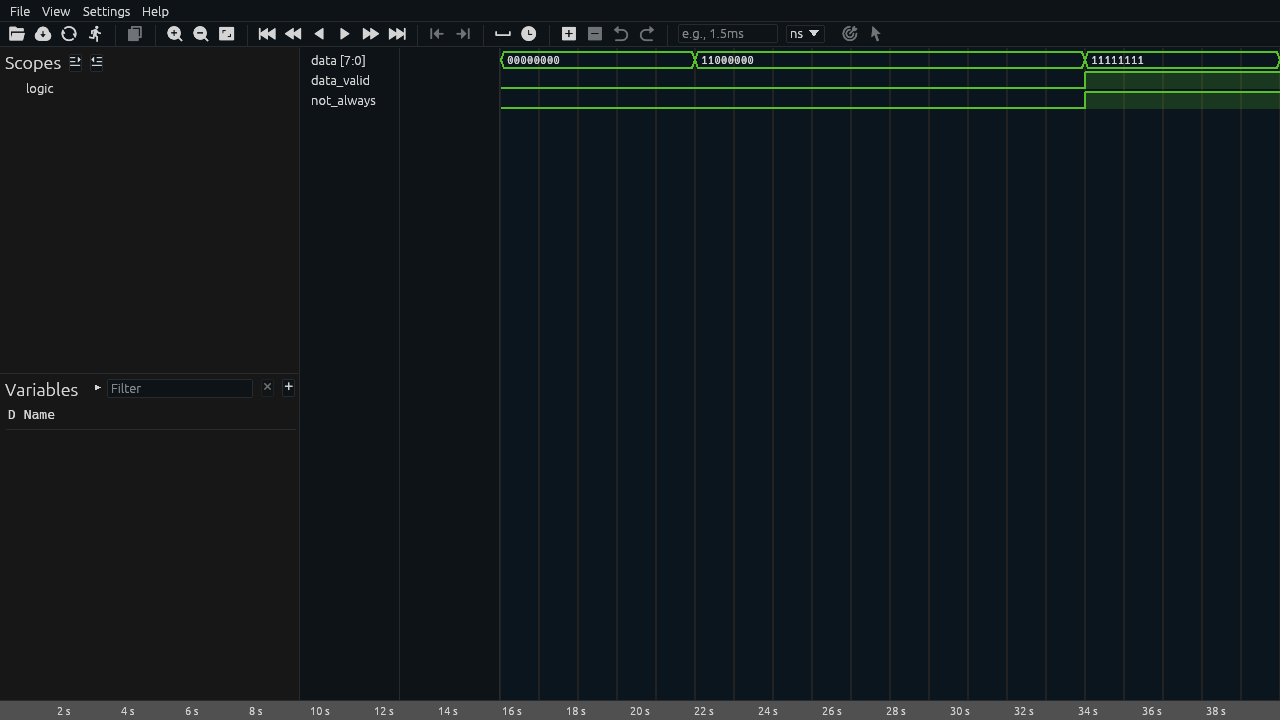 File View Settings Help
e.g., 1.5ms ns
Scopes
logic
data [7:0] 00000000 11000000 11111111
data_valid
not_always
Variables Filter
D Name
2 s 4 s 6 s 8 s 10 s 12 s 14 s 16 s 18 s 20 s 22 s 24 s 26 s 28 s 30 s 32 s 34 s 36 s 38 s